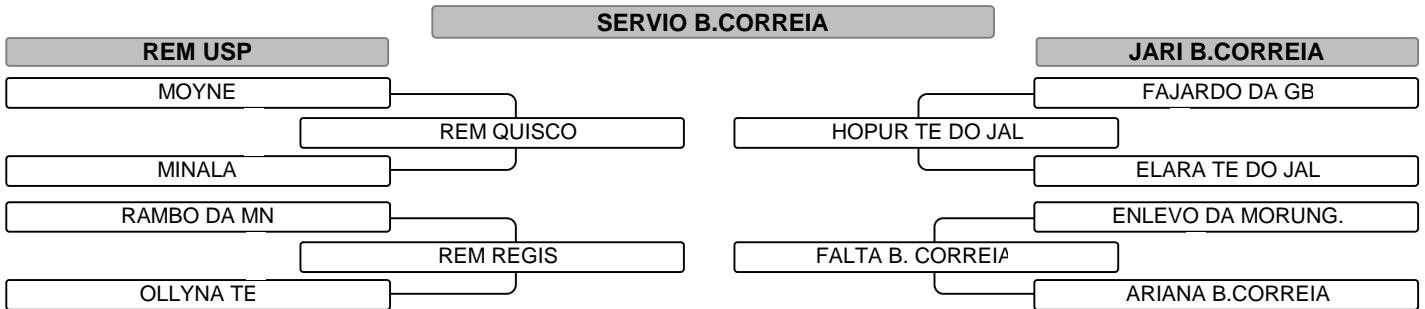 SERVIO B.CORREIA
REM USP
JARI B.CORREIA
MOYNE
FAJARDO DA GB
REM QUISCO
HOPUR TE DO JAL
MINALA
ELARA TE DO JAL
RAMBO DA MN
ENLEVO DA MORUNG.
REM REGIS
FALTA B. CORREIA
OLLYNA TE
ARIANA B.CORREIA